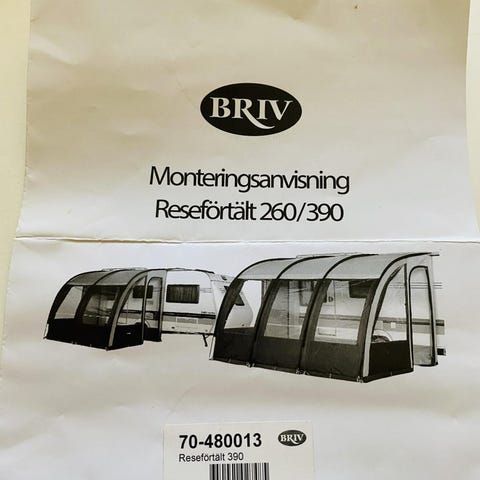 BRIV
Monteringsanvisning
Reseförtält 260/390
70-480013 BRIV
Reseförtält 390